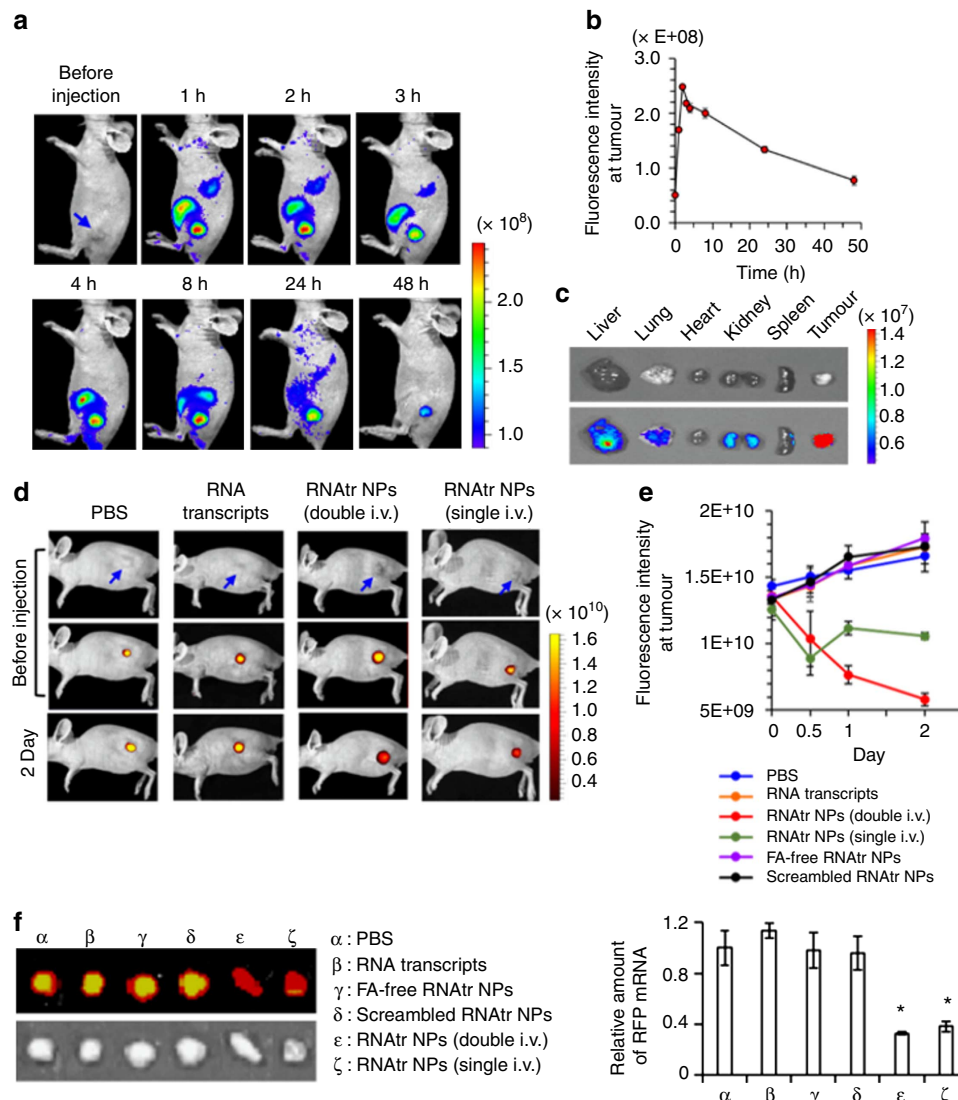 a
Before injection
1 h
2 h
3 h
4 h
8 h
24 h
48 h
(× 10⁸)
2.0
1.5
1.0
b
(× E+08)
Fluorescence intensity at tumour
3.0
2.0
1.0
0.0
0 10 20 30 40 50
Time (h)
c
Liver Lung Heart Kidney Spleen Tumour
(× 10⁷)
1.4
1.2
1.0
0.8
0.6
d
PBS
RNA transcripts
RNAtr NPs (double i.v.)
RNAtr NPs (single i.v.)
Before injection
2 Day
(× 10¹⁰)
1.6
1.4
1.2
1.0
0.8
0.6
0.4
e
Fluorescence intensity at tumour
2E+10
1.5E+10
1E+10
5E+09
0 0.5 1 2
Day
PBS
RNA transcripts
RNAtr NPs (double i.v.)
RNAtr NPs (single i.v.)
FA-free RNAtr NPs
Screambled RNAtr NPs
f
α β γ δ ε ζ
α : PBS
β : RNA transcripts
γ : FA-free RNAtr NPs
δ : Screambled RNAtr NPs
ε : RNAtr NPs (double i.v.)
ζ : RNAtr NPs (single i.v.)
Relative amount of RFP mRNA
1.2
0.8
0.4
0
* *
α β γ δ ε ζ